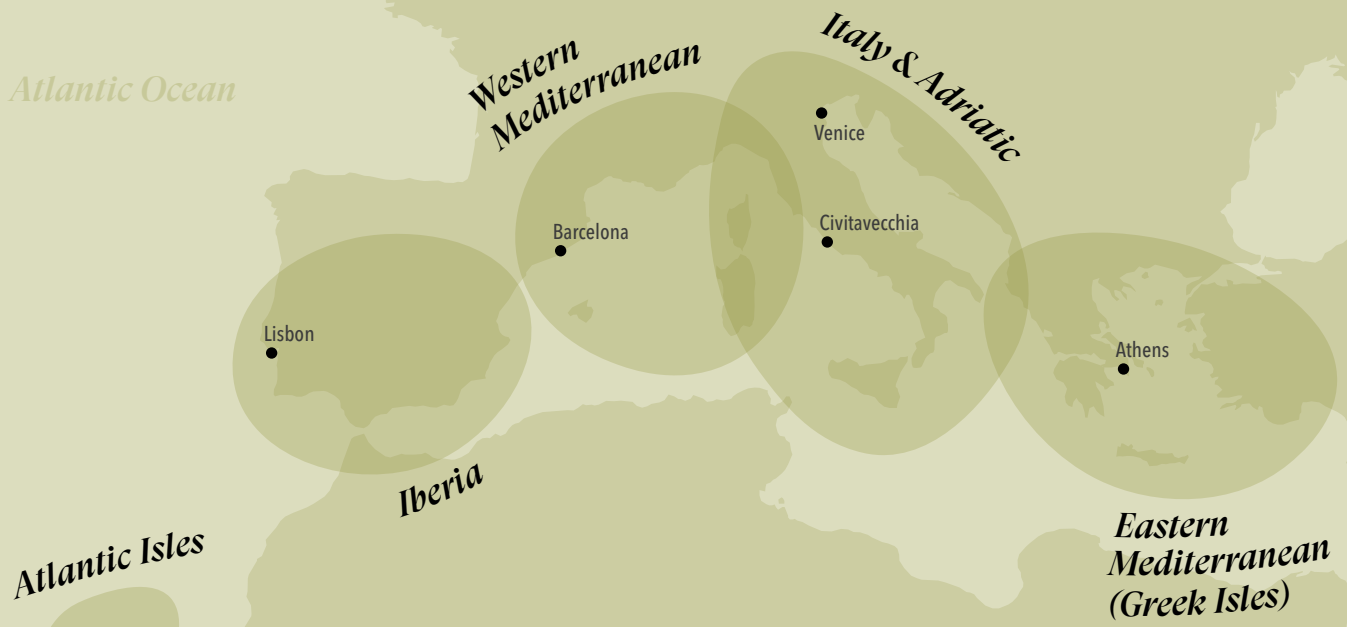 Atlantic Ocean
Western
Mediterranean
Italy & Adriatic
Venice
Civitavecchia
Barcelona
Lisbon
Athens
Iberia
Atlantic Isles
Eastern
Mediterranean
(Greek Isles)